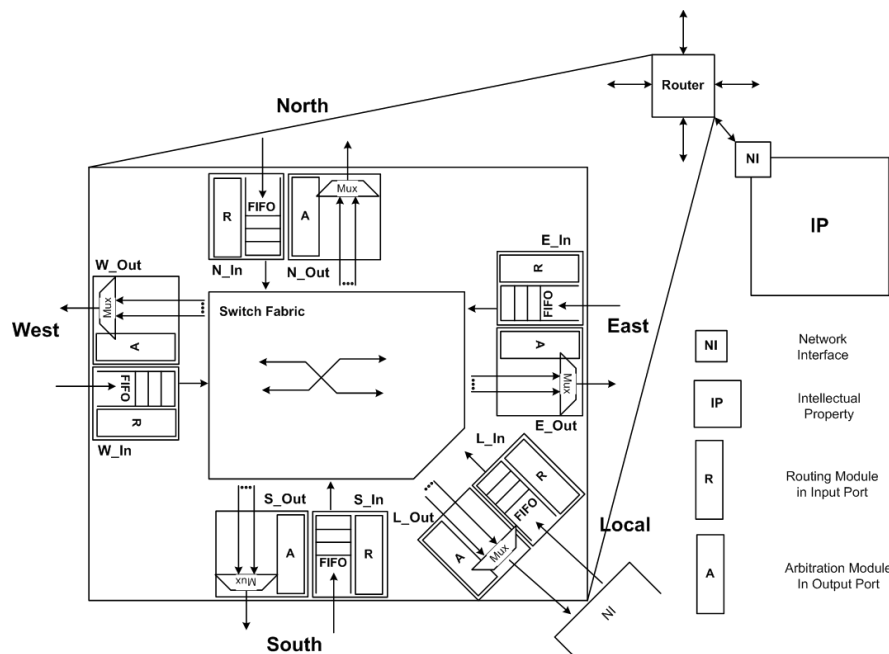 Router
North
NI
IP
R
FIFO
A
Mux
N_In
N_Out
E_In
R
FIFO
W_Out
Mux
A
Switch Fabric
West
East
A
Mux
E_Out
FIFO
R
W_In
NI
Network
Interface
IP
Intellectual
Property
L_In
R
FIFO
L_Out
A
Mux
R
Routing Module
in Input Port
S_Out
S_In
Mux
A
FIFO
R
Local
NI
A
Arbitration Module
In Output Port
South